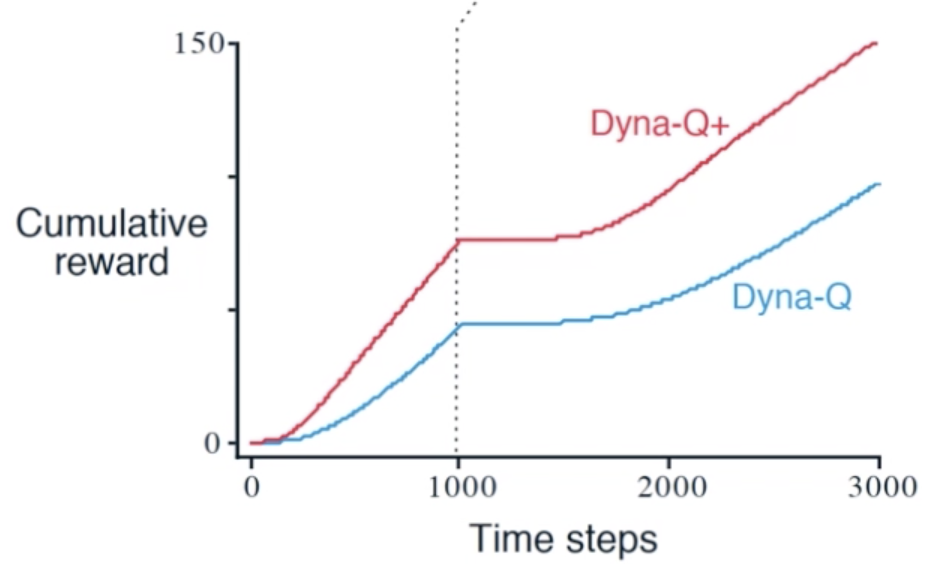 150
Dyna-Q+
Cumulative
reward
Dyna-Q
0
0 1000 2000 3000
Time steps